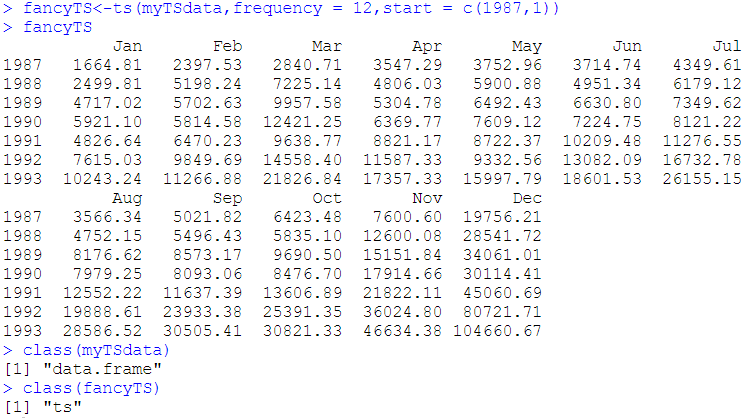 > fancyTS<-ts(myTSdata,frequency = 12,start = c(1987,1))
> fancyTS
Jan Feb Mar Apr May Jun Jul
1987 1664.81 2397.53 2840.71 3547.29 3752.96 3714.74 4349.61
1988 2499.81 5198.24 7225.14 4806.03 5900.88 4951.34 6179.12
1989 4717.02 5702.63 9957.58 5304.78 6492.43 6630.80 7349.62
1990 5921.10 5814.58 12421.25 6369.77 7609.12 7224.75 8121.22
1991 4826.64 6470.23 9638.77 8821.17 8722.37 10209.48 11276.55
1992 7615.03 9849.69 14558.40 11587.33 9332.56 13082.09 16732.78
1993 10243.24 11266.88 21826.84 17357.33 15997.79 18601.53 26155.15
Aug Sep Oct Nov Dec
1987 3566.34 5021.82 6423.48 7600.60 19756.21
1988 4752.15 5496.43 5835.10 12600.08 28541.72
1989 8176.62 8573.17 9690.50 15151.84 34061.01
1990 7979.25 8093.06 8476.70 17914.66 30114.41
1991 12552.22 11637.39 13606.89 21822.11 45060.69
1992 19888.61 23933.38 25391.35 36024.80 80721.71
1993 28586.52 30505.41 30821.33 46634.38 104660.67
> class(myTSdata)
[1] "data.frame"
> class(fancyTS)
[1] "ts"